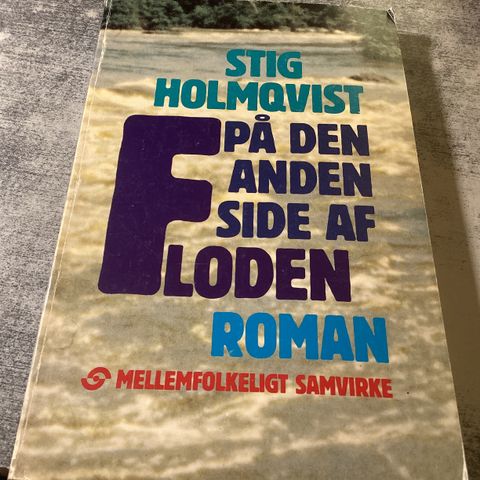 STIG
HOLMQVIST
PÅ DEN
ANDEN
SIDE AF
FLODEN
ROMAN
MELLEMFOLKELIGT SAMVIRKE